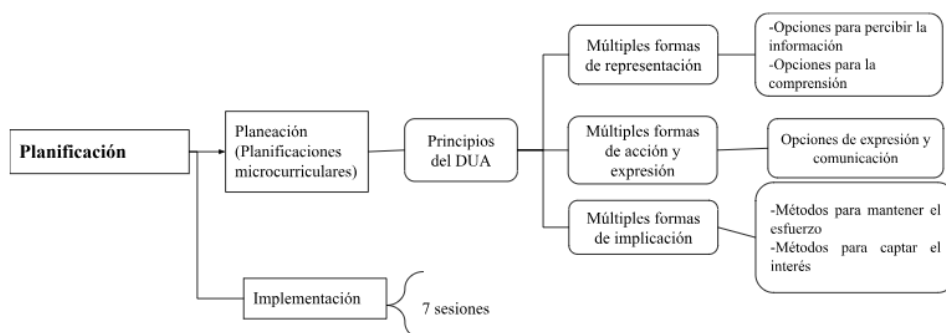 Planificación
Planeación
(Planificaciones
microcurriculares)
Principios
del DUA
Múltiples formas
de representación
-Opciones para percibir la
información
-Opciones para la
comprensión
Múltiples formas
de acción y
expresión
Opciones de expresión y
comunicación
Múltiples formas
de implicación
-Métodos para mantener el
esfuerzo
-Métodos para captar el
interés
Implementación
7 sesiones